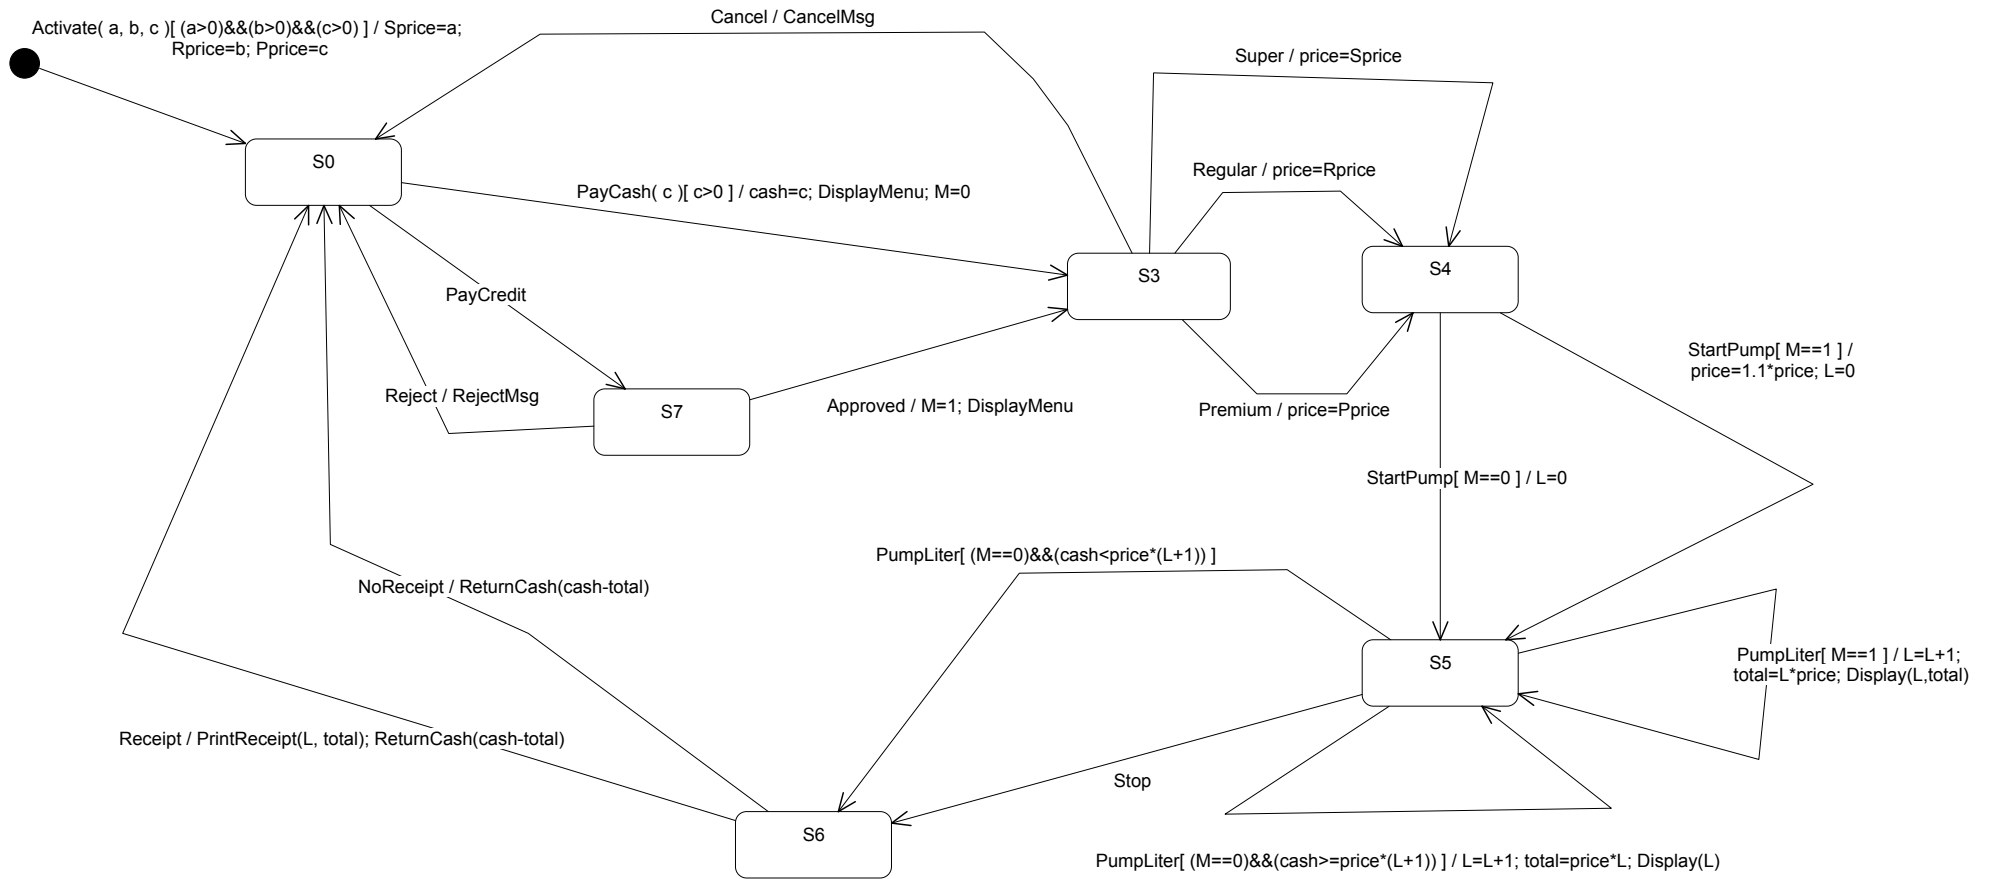 Cancel / CancelMsg
Activate( a, b, c )[ (a>0)&&(b>0)&&(c>0) ] / Sprice=a;
Rprice=b; Pprice=c
Super / price=Sprice
S0
Regular / price=Rprice
PayCash( c )[ c>0 ] / cash=c; DisplayMenu; M=0
S3
S4
PayCredit
StartPump[ M==1 ] /
price=1.1*price; L=0
Reject / RejectMsg
S7
Approved / M=1; DisplayMenu
Premium / price=Pprice
StartPump[ M==0 ] / L=0
PumpLiter[ (M==0)&&(cash<price*(L+1)) ]
NoReceipt / ReturnCash(cash-total)
S5
PumpLiter[ M==1 ] / L=L+1;
total=L*price; Display(L,total)
Receipt / PrintReceipt(L, total); ReturnCash(cash-total)
Stop
S6
PumpLiter[ (M==0)&&(cash>=price*(L+1)) ] / L=L+1; total=price*L; Display(L)